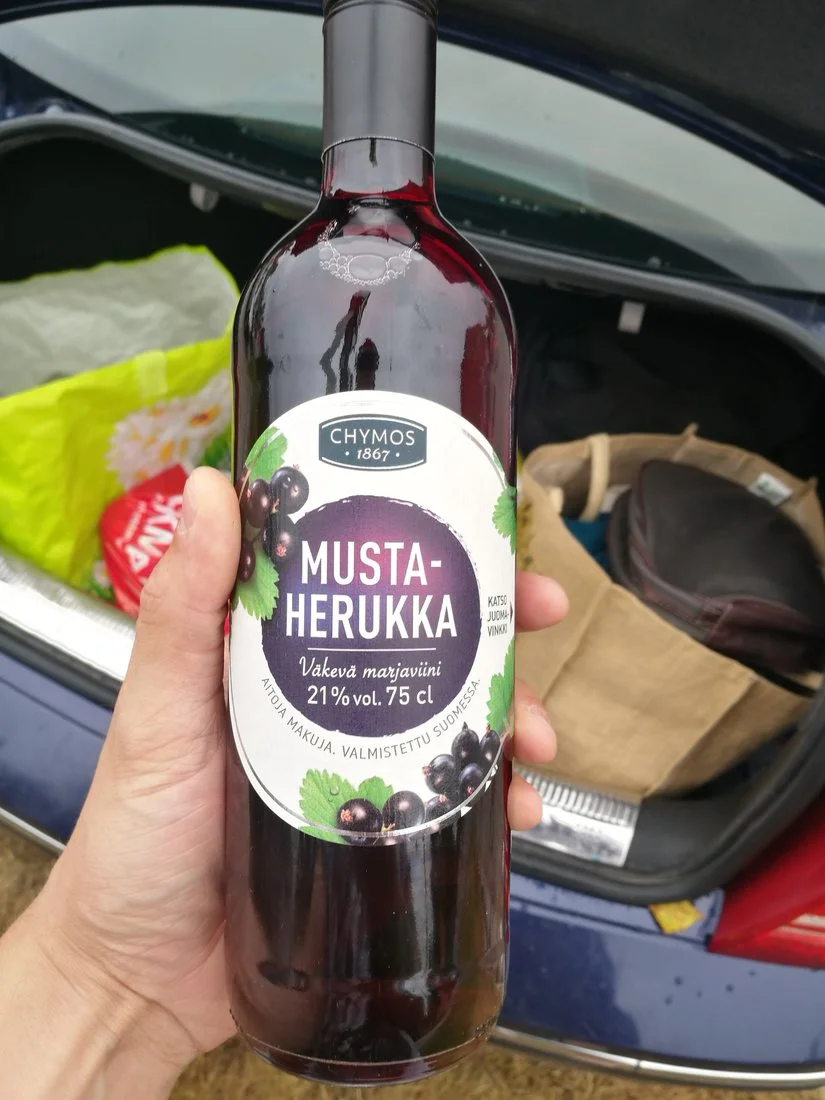 CHYMOS
• 1867 •
MUSTA-
HERUKKA
Väkevä marjaviini
21% vol. 75 cl
AITOJA MAKUJA. VALMISTETTU SUOMESSA.
KATSO
JUOMA-
VINKKI